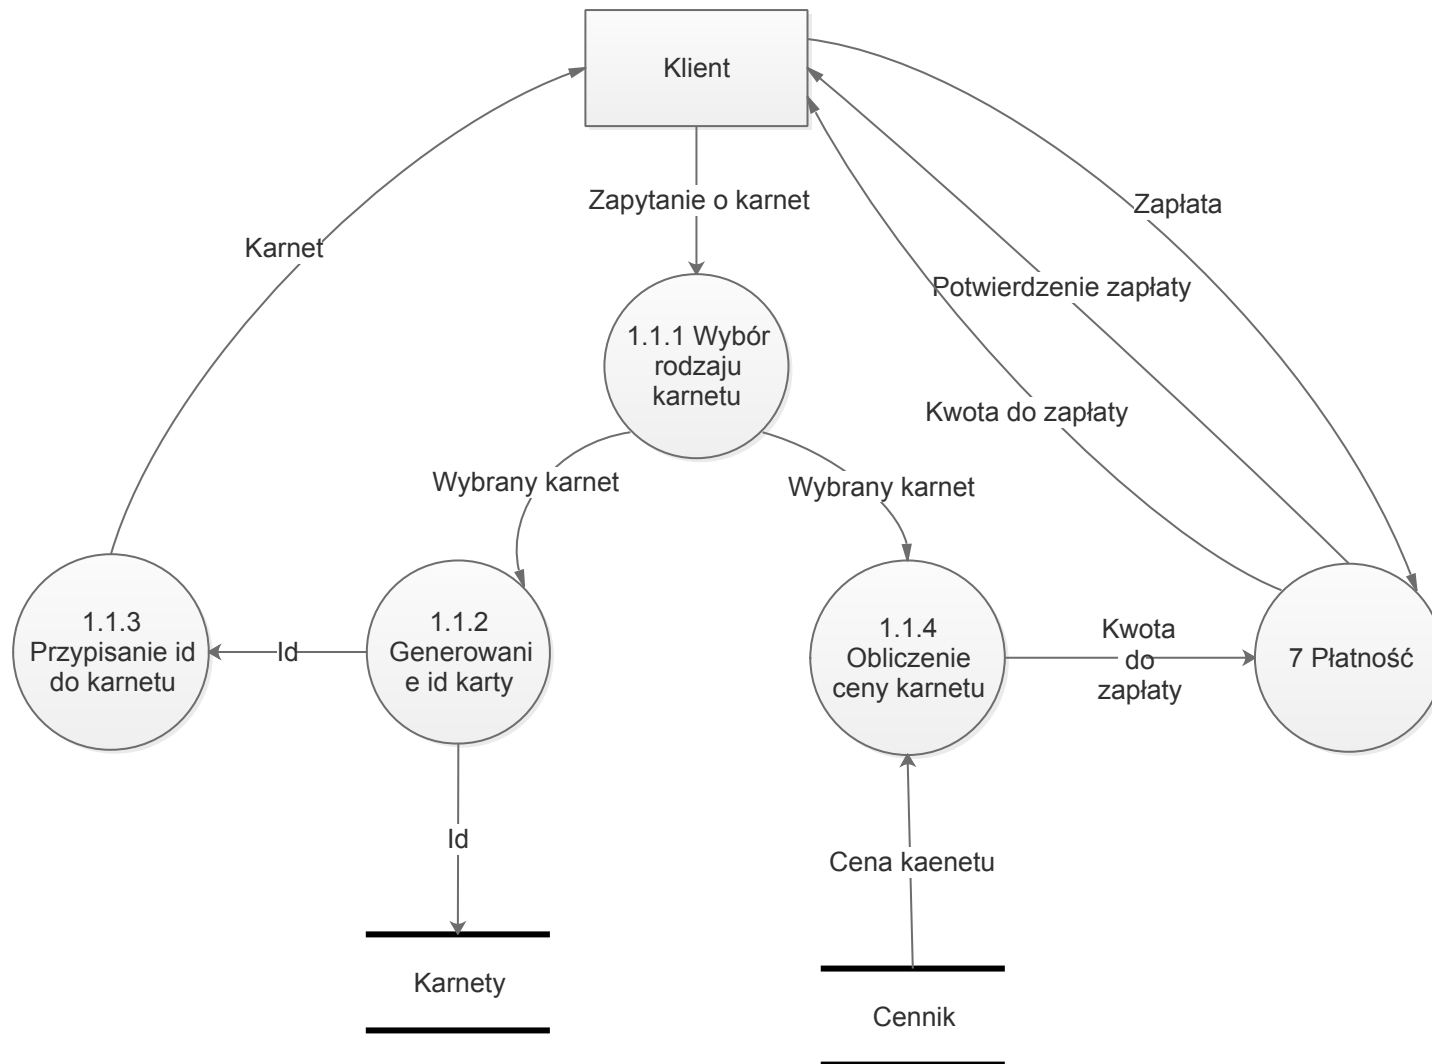 Klient
Zapytanie o karnet
Zapłata
Karnet
Potwierdzenie zapłaty
1.1.1 Wybór
rodzaju
karnetu
Kwota do zapłaty
Wybrany karnet
Wybrany karnet
1.1.3
Przypisanie id
do karnetu
Id
1.1.2
Generowani
e id karty
1.1.4
Obliczenie
ceny karnetu
Kwota
do
zapłaty
7 Płatność
Id
Cena kaenetu
Karnety
Cennik